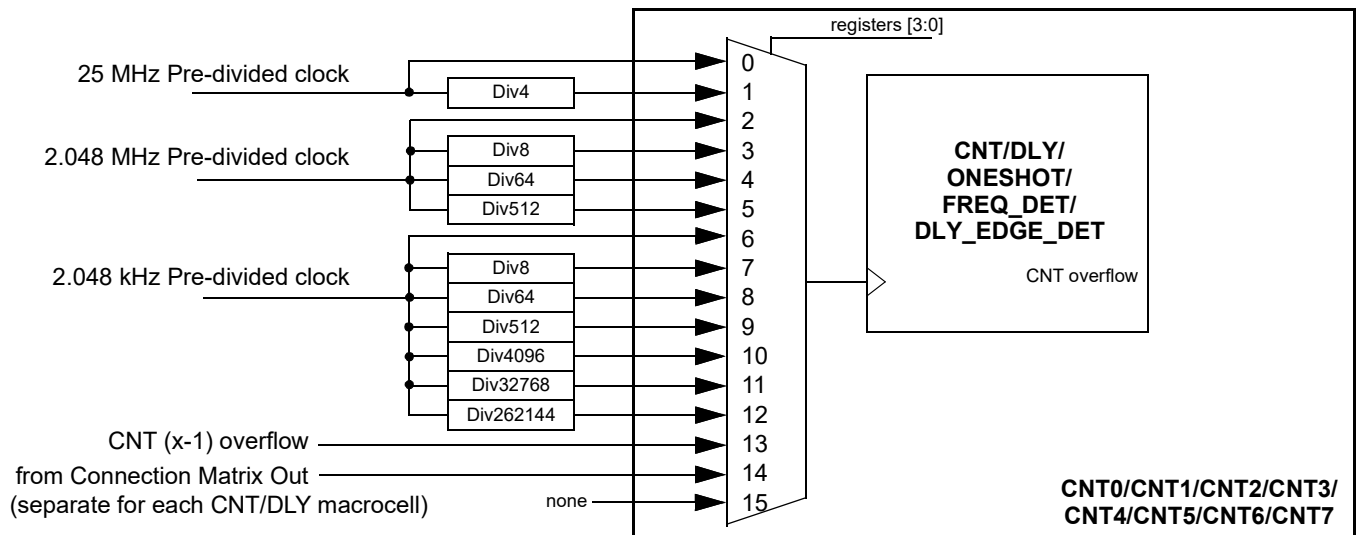 registers [3:0]
25 MHz Pre-divided clock
0
Div4
1
2
2.048 MHz Pre-divided clock
Div8
3
Div64
4
Div512
5
6
2.048 kHz Pre-divided clock
Div8
7
Div64
8
Div512
9
Div4096
10
Div32768
11
Div262144
12
CNT (x-1) overflow
13
from Connection Matrix Out
14
(separate for each CNT/DLY macrocell)
none
15
CNT/DLY/
ONESHOT/
FREQ_DET/
DLY_EDGE_DET
CNT overflow
CNT0/CNT1/CNT2/CNT3/
CNT4/CNT5/CNT6/CNT7